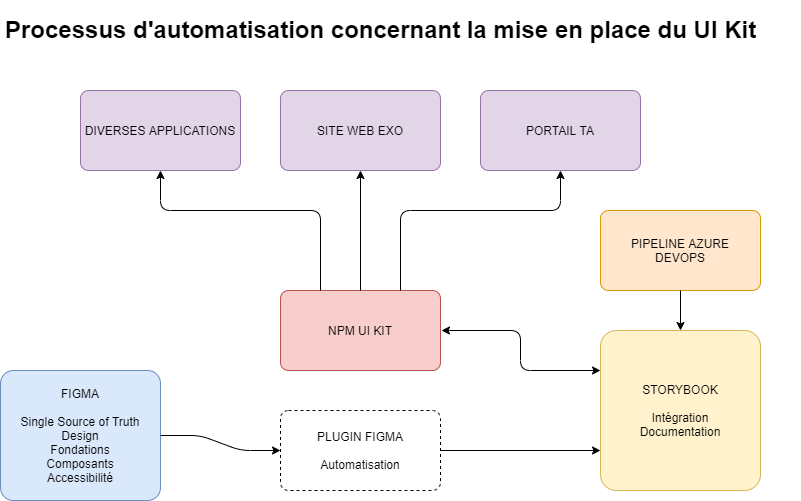 Processus d'automatisation concernant la mise en place du UI Kit
DIVERSES APPLICATIONS
SITE WEB EXO
PORTAIL TA
PIPELINE AZURE
DEVOPS
NPM UI KIT
STORYBOOK
Intégration
Documentation
FIGMA
Single Source of Truth
Design
Fondations
Composants
Accessibilité
PLUGIN FIGMA
Automatisation